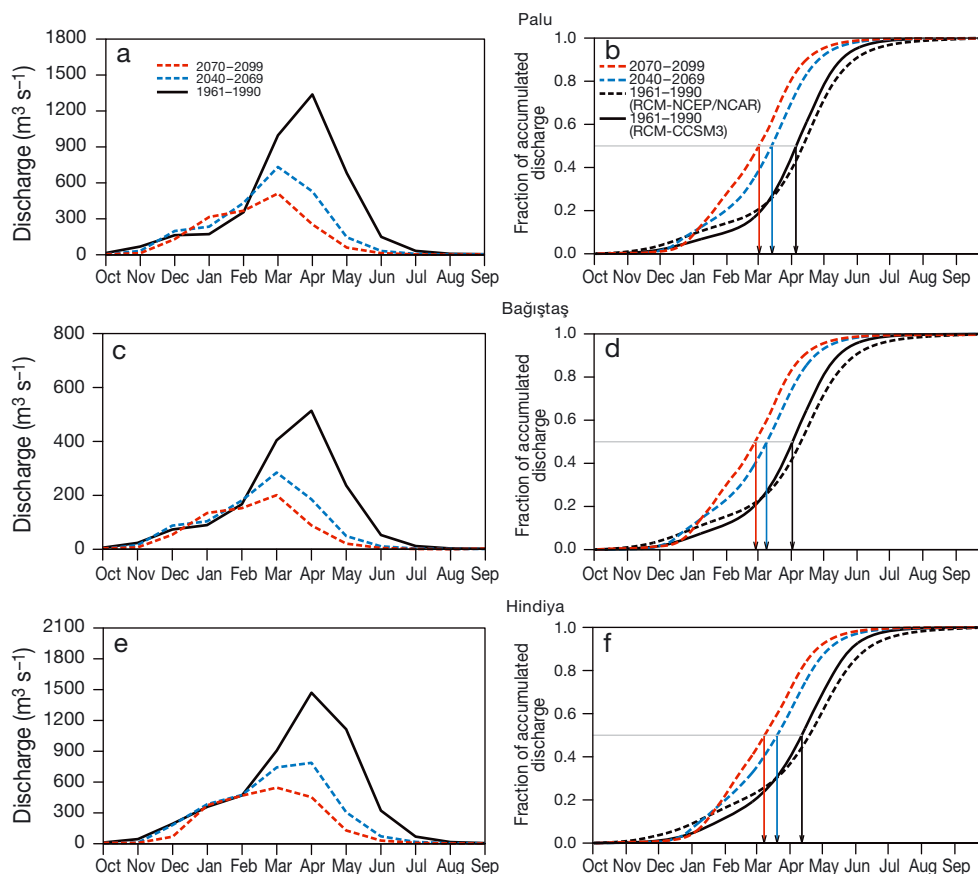 Palu
a
Discharge (m³ s⁻¹)
1800
1500
1200
900
600
300
0
2070–2099
2040–2069
1961–1990
Oct Nov Dec Jan Feb Mar Apr May Jun Jul Aug Sep
b
Fraction of accumulated
discharge
1.0
0.8
0.6
0.4
0.2
0.0
2070–2099
2040–2069
1961–1990
(RCM-NCEP/NCAR)
1961–1990
(RCM-CCSM3)
Oct Nov Dec Jan Feb Mar Apr May Jun Jul Aug Sep
Bağıştaş
c
Discharge (m³ s⁻¹)
800
600
400
200
0
Oct Nov Dec Jan Feb Mar Apr May Jun Jul Aug Sep
d
Fraction of accumulated
discharge
1.0
0.8
0.6
0.4
0.2
0.0
Oct Nov Dec Jan Feb Mar Apr May Jun Jul Aug Sep
Hindiya
e
Discharge (m³ s⁻¹)
2100
1800
1500
1200
900
600
300
0
Oct Nov Dec Jan Feb Mar Apr May Jun Jul Aug Sep
f
Fraction of accumulated
discharge
1.0
0.8
0.6
0.4
0.2
0.0
Oct Nov Dec Jan Feb Mar Apr May Jun Jul Aug Sep